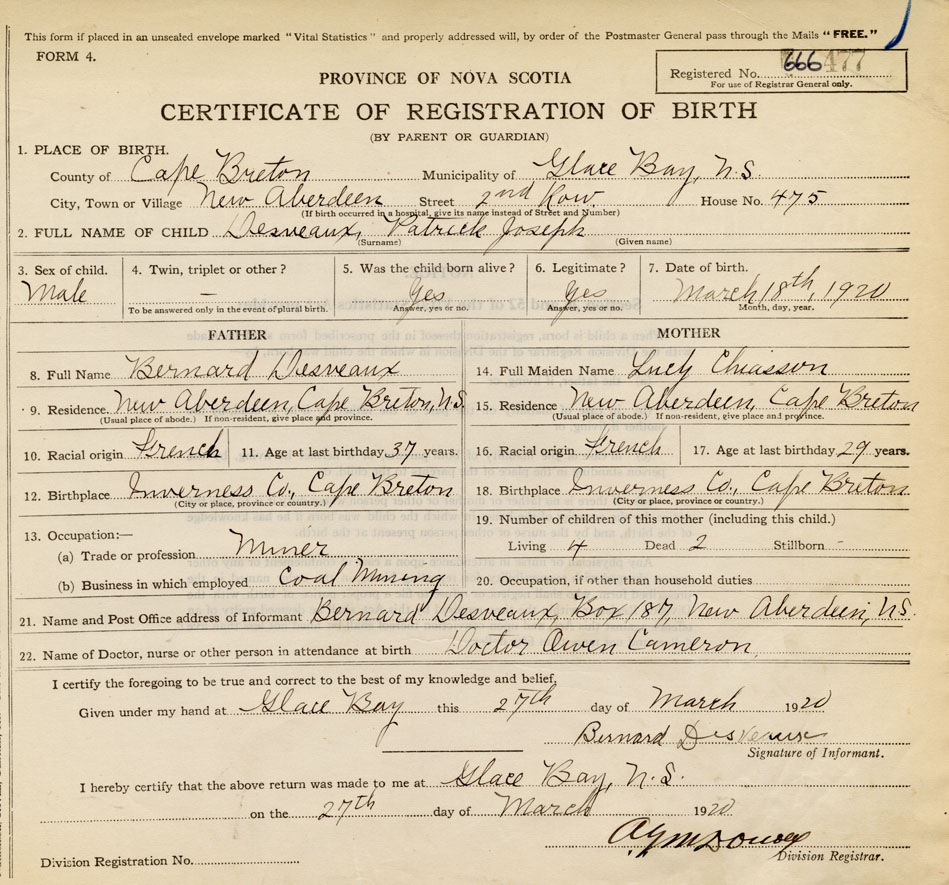 This form if placed in an unsealed envelope marked "Vital Statistics" and properly addressed will, by order of the Postmaster General pass through the Mails "FREE."
FORM 4.
Registered No. 666477
For use of Registrar General only.
PROVINCE OF NOVA SCOTIA
CERTIFICATE OF REGISTRATION OF BIRTH
(BY PARENT OR GUARDIAN)
1. PLACE OF BIRTH.
County of Cape Breton Municipality of Glace Bay, N.S.
City, Town or Village New Aberdeen Street 2nd Row. House No. 475
(If birth occurred in a hospital, give its name instead of Street and Number)
2. FULL NAME OF CHILD Desveaux, Patrick Joseph
(Surname) (Given name)
3. Sex of child. 4. Twin, triplet or other? 5. Was the child born alive? 6. Legitimate? 7. Date of birth.
Male — Yes Yes March 18th, 1920
To be answered only in the event of plural birth. Answer, yes or no. Answer, yes or no. Month, day, year.
FATHER MOTHER
8. Full Name Bernard Desveaux 14. Full Maiden Name Lucy Chiasson
9. Residence. New Aberdeen, Cape Breton, N.S. 15. Residence New Aberdeen, Cape Breton
(Usual place of abode.) If non-resident, give place and province. (Usual place of abode.) If non-resident, give place and province.
10. Racial origin French 11. Age at last birthday 37 years. 16. Racial origin French 17. Age at last birthday 29 years.
12. Birthplace Inverness Co., Cape Breton 18. Birthplace Inverness Co., Cape Breton
(City or place, province or country.) (City or place, province or country.)
13. Occupation:— 19. Number of children of this mother (including this child.)
(a) Trade or profession Miner Living 4 Dead 2 Stillborn -
(b) Business in which employed Coal Mining 20. Occupation, if other than household duties
21. Name and Post Office address of Informant Bernard Desveaux, Box 187, New Aberdeen, N.S.
22. Name of Doctor, nurse or other person in attendance at birth Doctor Owen Cameron
I certify the foregoing to be true and correct to the best of my knowledge and belief.
Given under my hand at Glace Bay this 27th day of March 1920
Bernard Desveaux
Signature of Informant.
I hereby certify that the above return was made to me at Glace Bay, N.S.
on the 27th day of March 1920
Division Registrar.
Division Registration No.